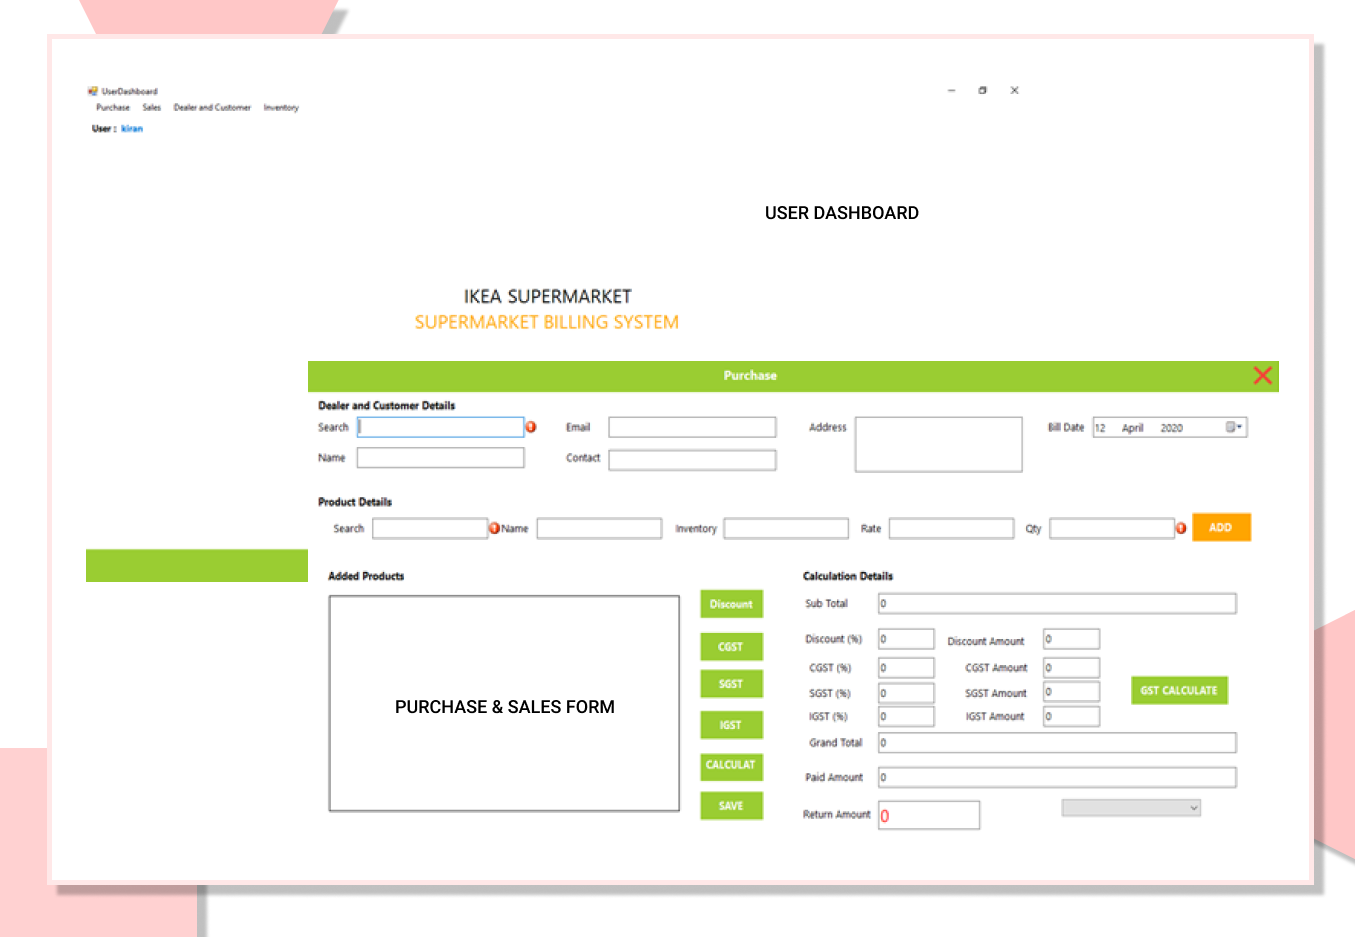 UserDashboard
Purchase Sales Dealer and Customer Inventory
User : kiran
USER DASHBOARD
IKEA SUPERMARKET
SUPERMARKET BILLING SYSTEM
Purchase
Dealer and Customer Details
Search Email Address Bill Date 12 April 2020
Name Contact
Product Details
Search Name Inventory Rate Qty ADD
Added Products
PURCHASE & SALES FORM
Discount
CGST
SGST
IGST
CALCULAT
SAVE
Calculation Details
Sub Total 0
Discount (%) 0 Discount Amount 0
CGST (%) 0 CGST Amount 0
SGST (%) 0 SGST Amount 0
IGST (%) 0 IGST Amount 0
GST CALCULATE
Grand Total 0
Paid Amount 0
Return Amount 0